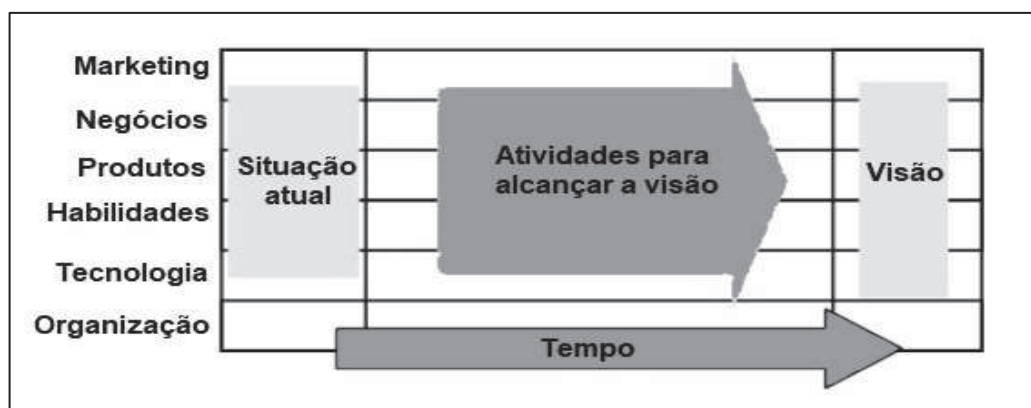 Marketing
Negócios
Produtos
Habilidades
Tecnologia
Organização
Situação
atual
Atividades para
alcançar a visão
Visão
Tempo